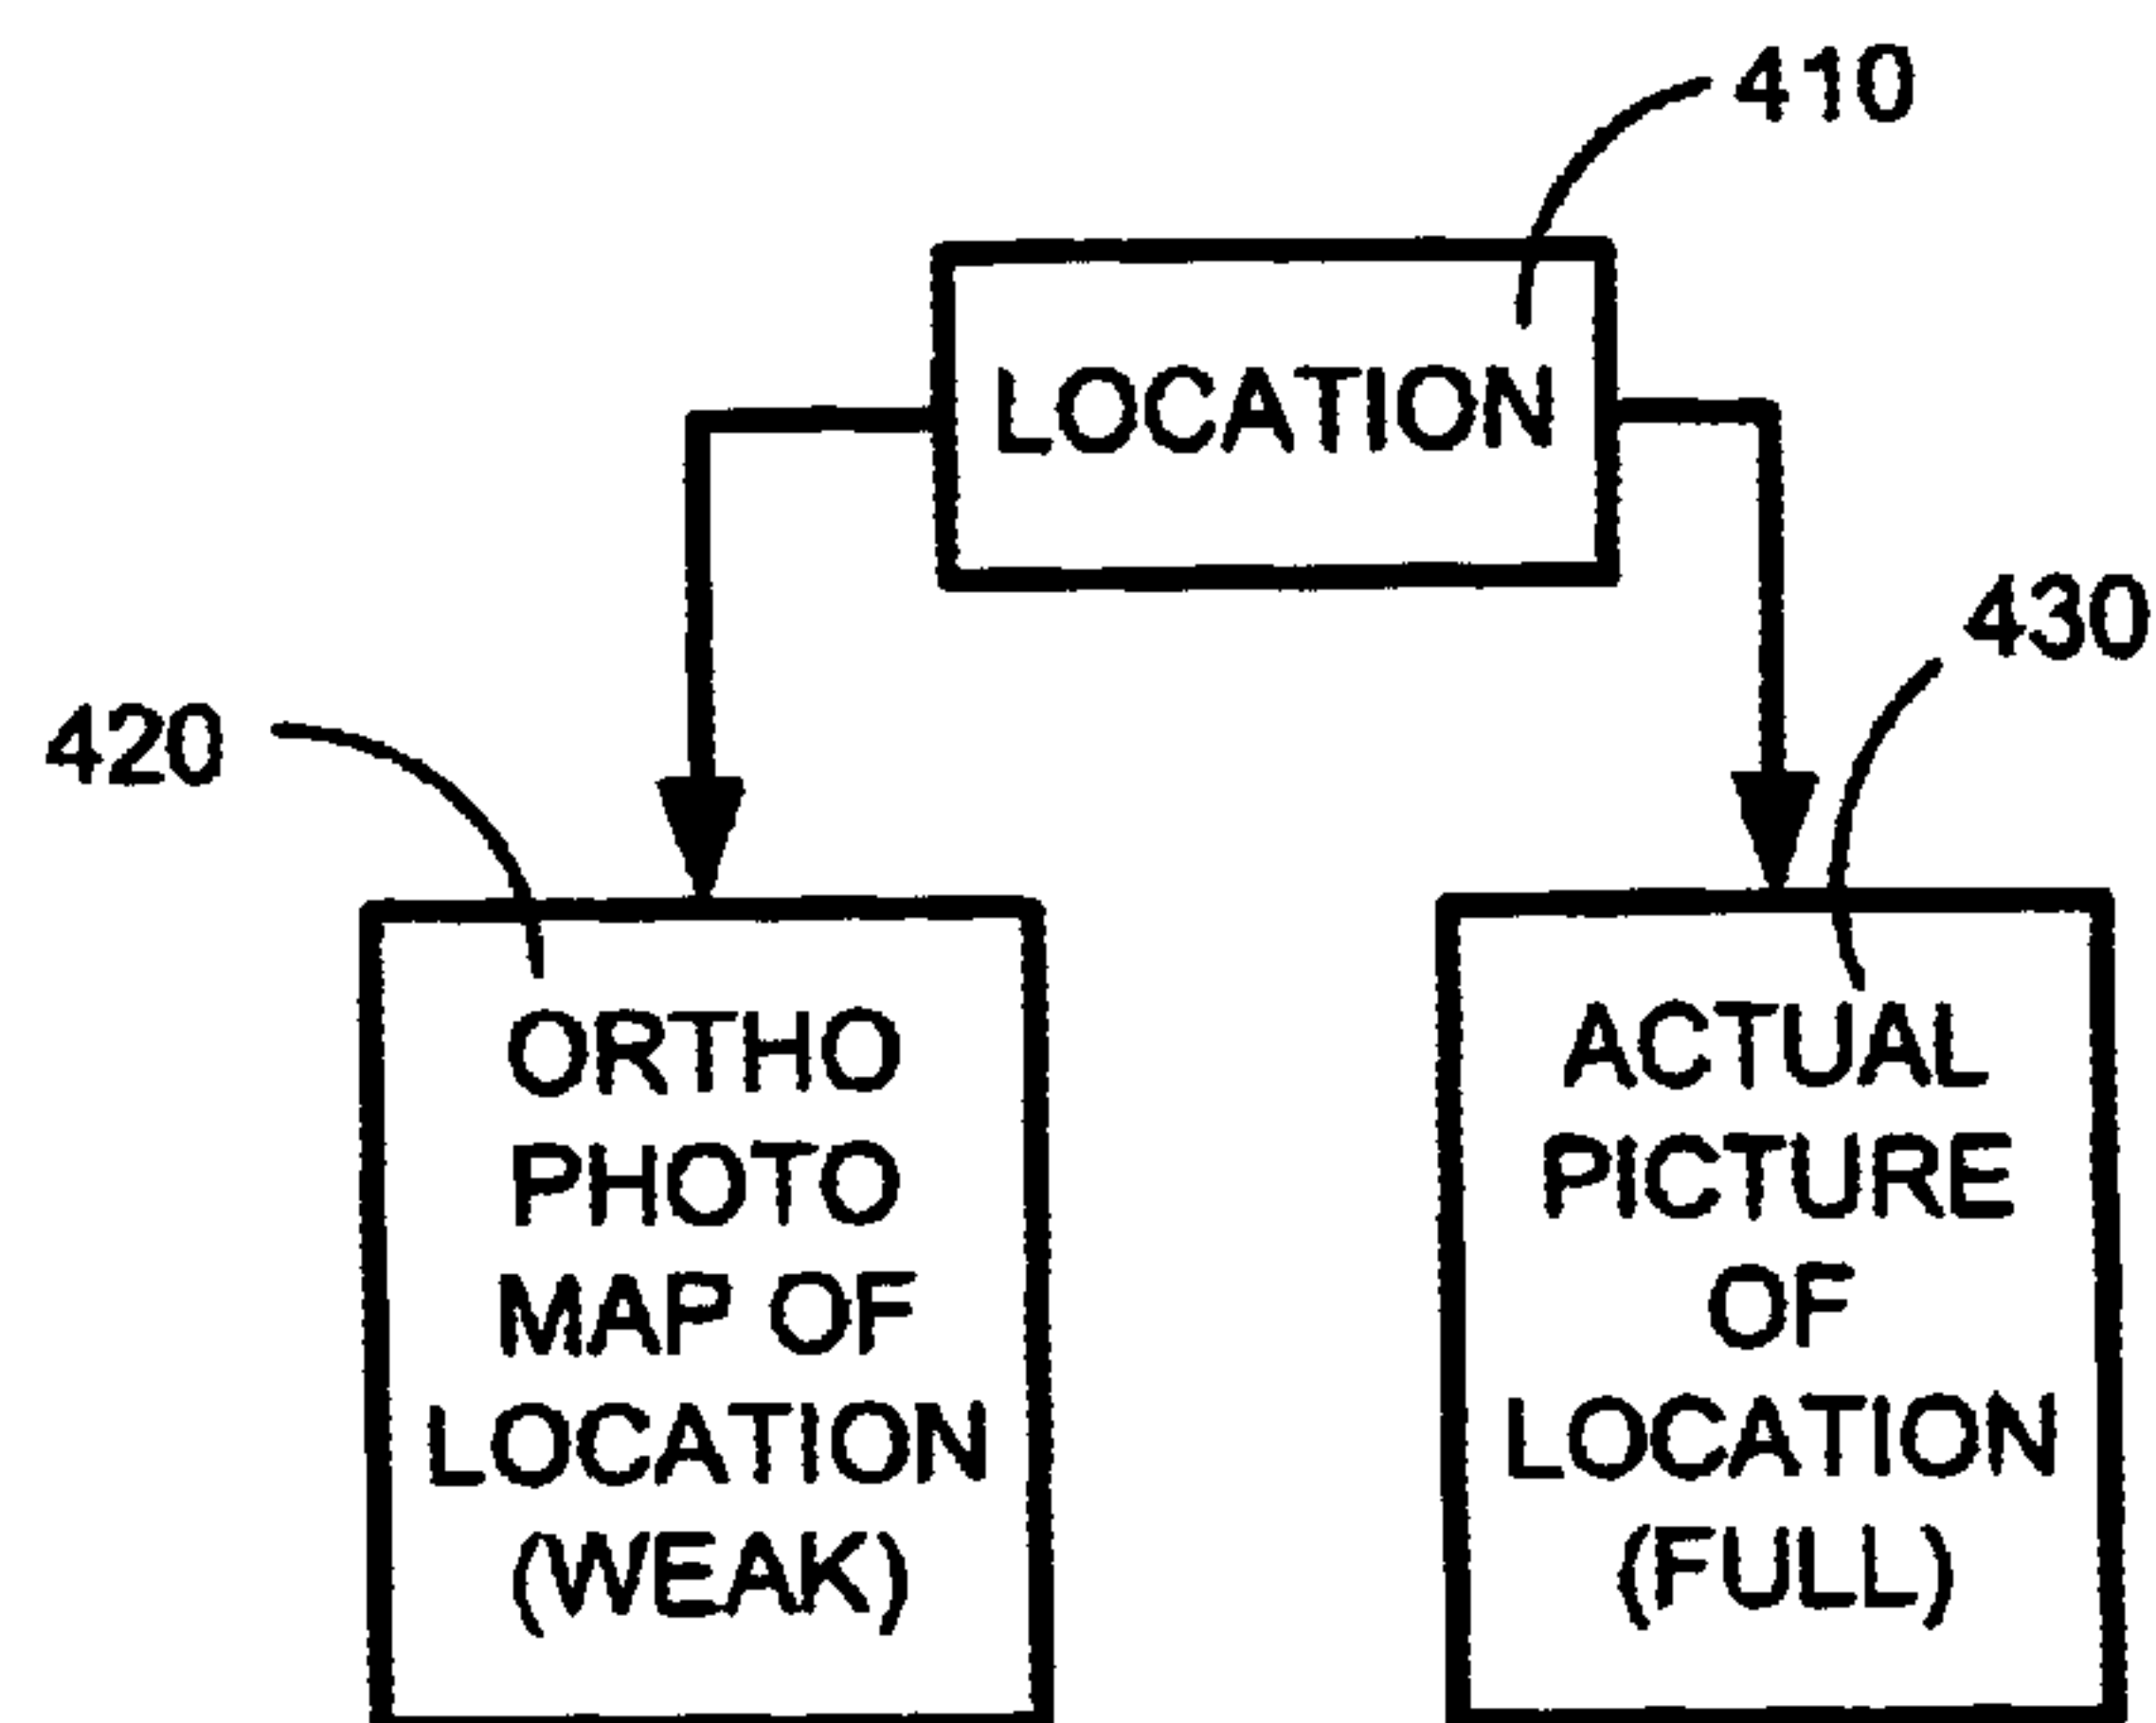 410
LOCATION
430
420
ORTHO
PHOTO
MAP OF
LOCATION
(WEAK)
ACTUAL
PICTURE
OF
LOCATION
(FULL)